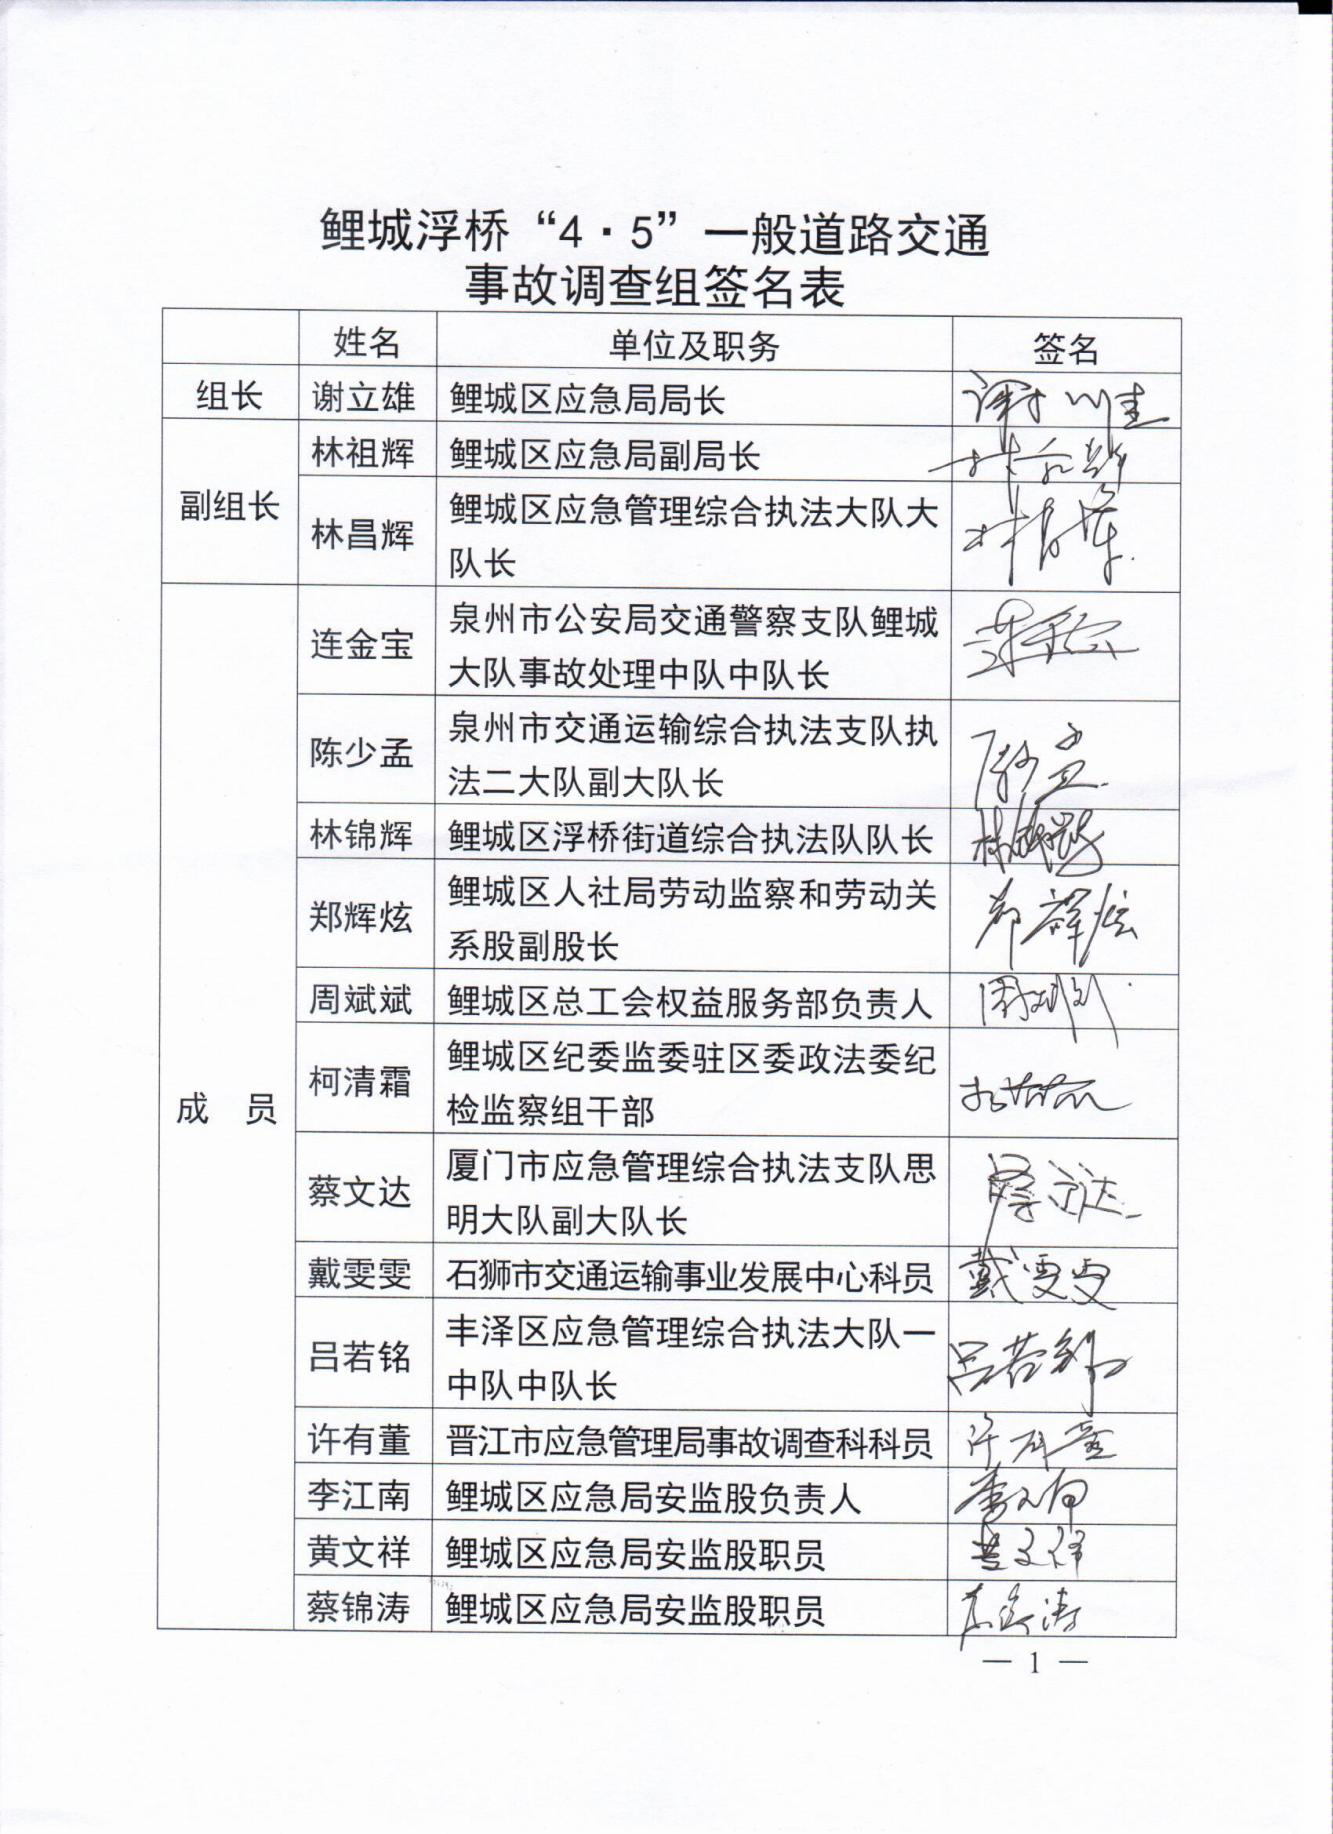 鲤城浮桥“4·5”一般道路交通
事故调查组签名表
姓名 单位及职务 签名
组长 谢立雄 鲤城区应急局局长
副组长
林祖辉 鲤城区应急局副局长
林昌辉 鲤城区应急管理综合执法大队大
队长
成 员
连金宝 泉州市公安局交通警察支队鲤城
大队事故处理中队中队长
陈少孟 泉州市交通运输综合执法支队执
法二大队副大队长
林锦辉 鲤城区浮桥街道综合执法队队长
郑辉炫 鲤城区人社局劳动监察和劳动关 郑辉炫
系股副股长
周斌斌 鲤城区总工会权益服务部负责人
柯清霜 鲤城区纪委监委驻区委政法委纪
检监察组干部
蔡文达 厦门市应急管理综合执法支队思
明大队副大队长
戴雯雯 石狮市交通运输事业发展中心科员 戴雯雯
吕若铭 丰泽区应急管理综合执法大队一 吕若铭
中队中队长
许有董 晋江市应急管理局事故调查科科员
李江南 鲤城区应急局安监股负责人 李江南
黄文祥 鲤城区应急局安监股职员 黄文祥
蔡锦涛 鲤城区应急局安监股职员
— 1 —